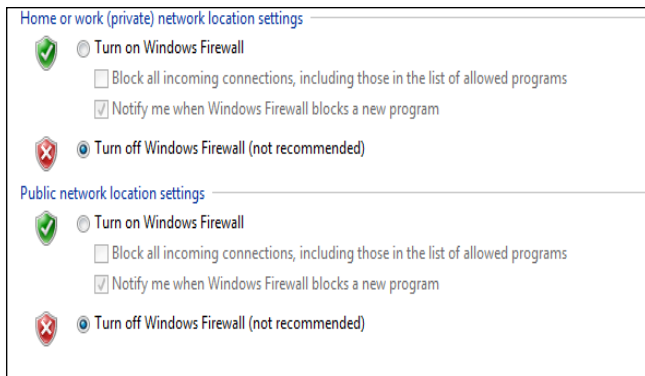 Home or work (private) network location settings
Turn on Windows Firewall
Block all incoming connections, including those in the list of allowed programs
Notify me when Windows Firewall blocks a new program
Turn off Windows Firewall (not recommended)
Public network location settings
Turn on Windows Firewall
Block all incoming connections, including those in the list of allowed programs
Notify me when Windows Firewall blocks a new program
Turn off Windows Firewall (not recommended)